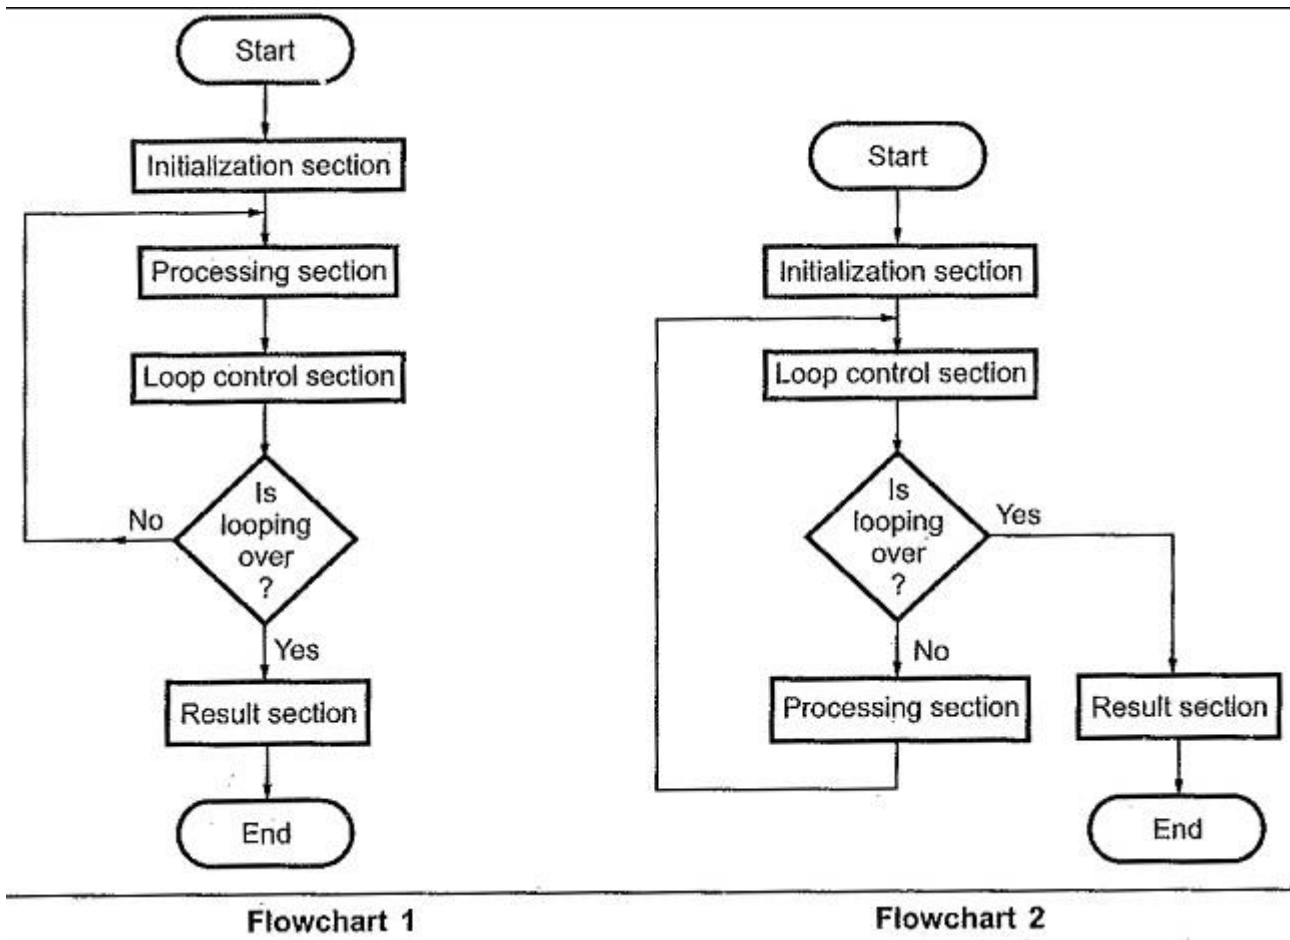 Start
Initialization section
Processing section
Loop control section
Is
looping
over
?
No
Yes
Result section
End
Flowchart 1
Start
Initialization section
Loop control section
Is
looping
over
?
Yes
No
Processing section
Result section
End
Flowchart 2